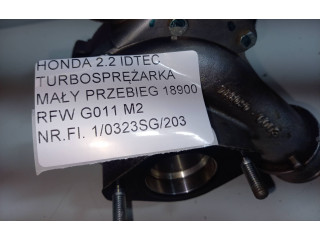 HONDA 2.2 IDTEC
TURBOSPRĘŻARKA
MAŁY PRZEBIEG 18900
RFW G011 M2
NR.FI. 1/0323SG/203